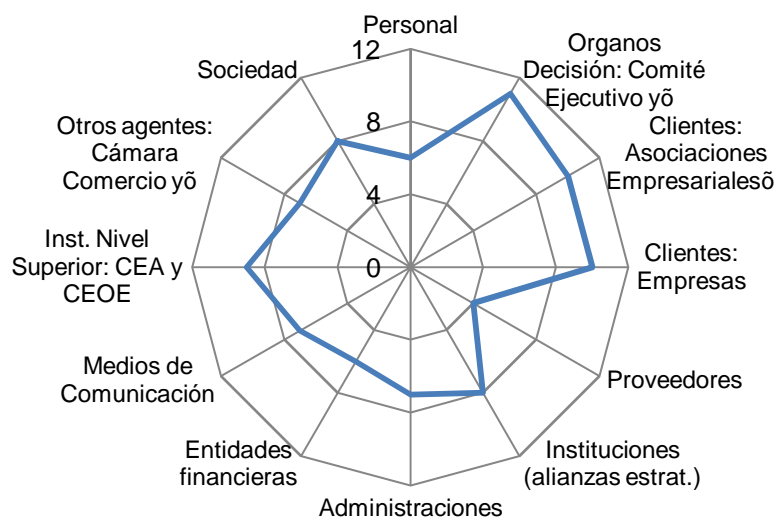 Personal
Organos
Decisión: Comité
Ejecutivo yõ
Clientes:
Asociaciones
Empresarialesõ
Clientes:
Empresas
Proveedores
Instituciones
(alianzas estrat.)
Administraciones
Entidades
financieras
Medios de
Comunicación
Inst. Nivel
Superior: CEA y
CEOE
Otros agentes:
Cámara
Comercio yõ
Sociedad
12
8
4
0